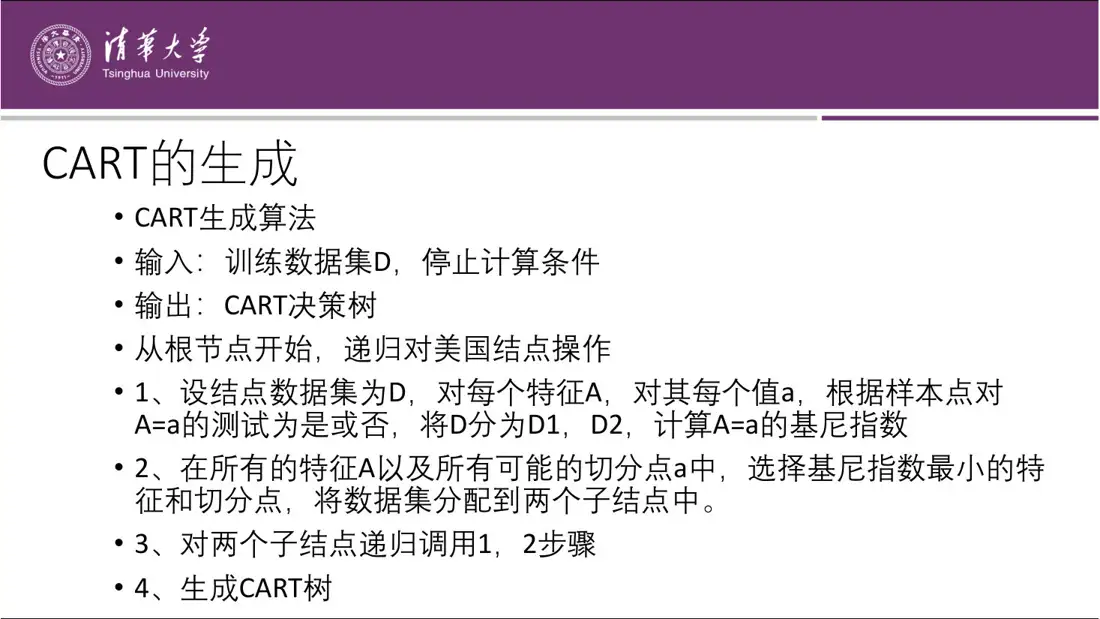 清华大学
Tsinghua University
CART的生成
• CART生成算法
• 输入：训练数据集D，停止计算条件
• 输出：CART决策树
• 从根节点开始，递归对美国结点操作
• 1、设结点数据集为D，对每个特征A，对其每个值a，根据样本点对
A=a的测试为是或否，将D分为D1，D2，计算A=a的基尼指数
• 2、在所有的特征A以及所有可能的切分点a中，选择基尼指数最小的特
征和切分点，将数据集分配到两个子结点中。
• 3、对两个子结点递归调用1，2步骤
• 4、生成CART树